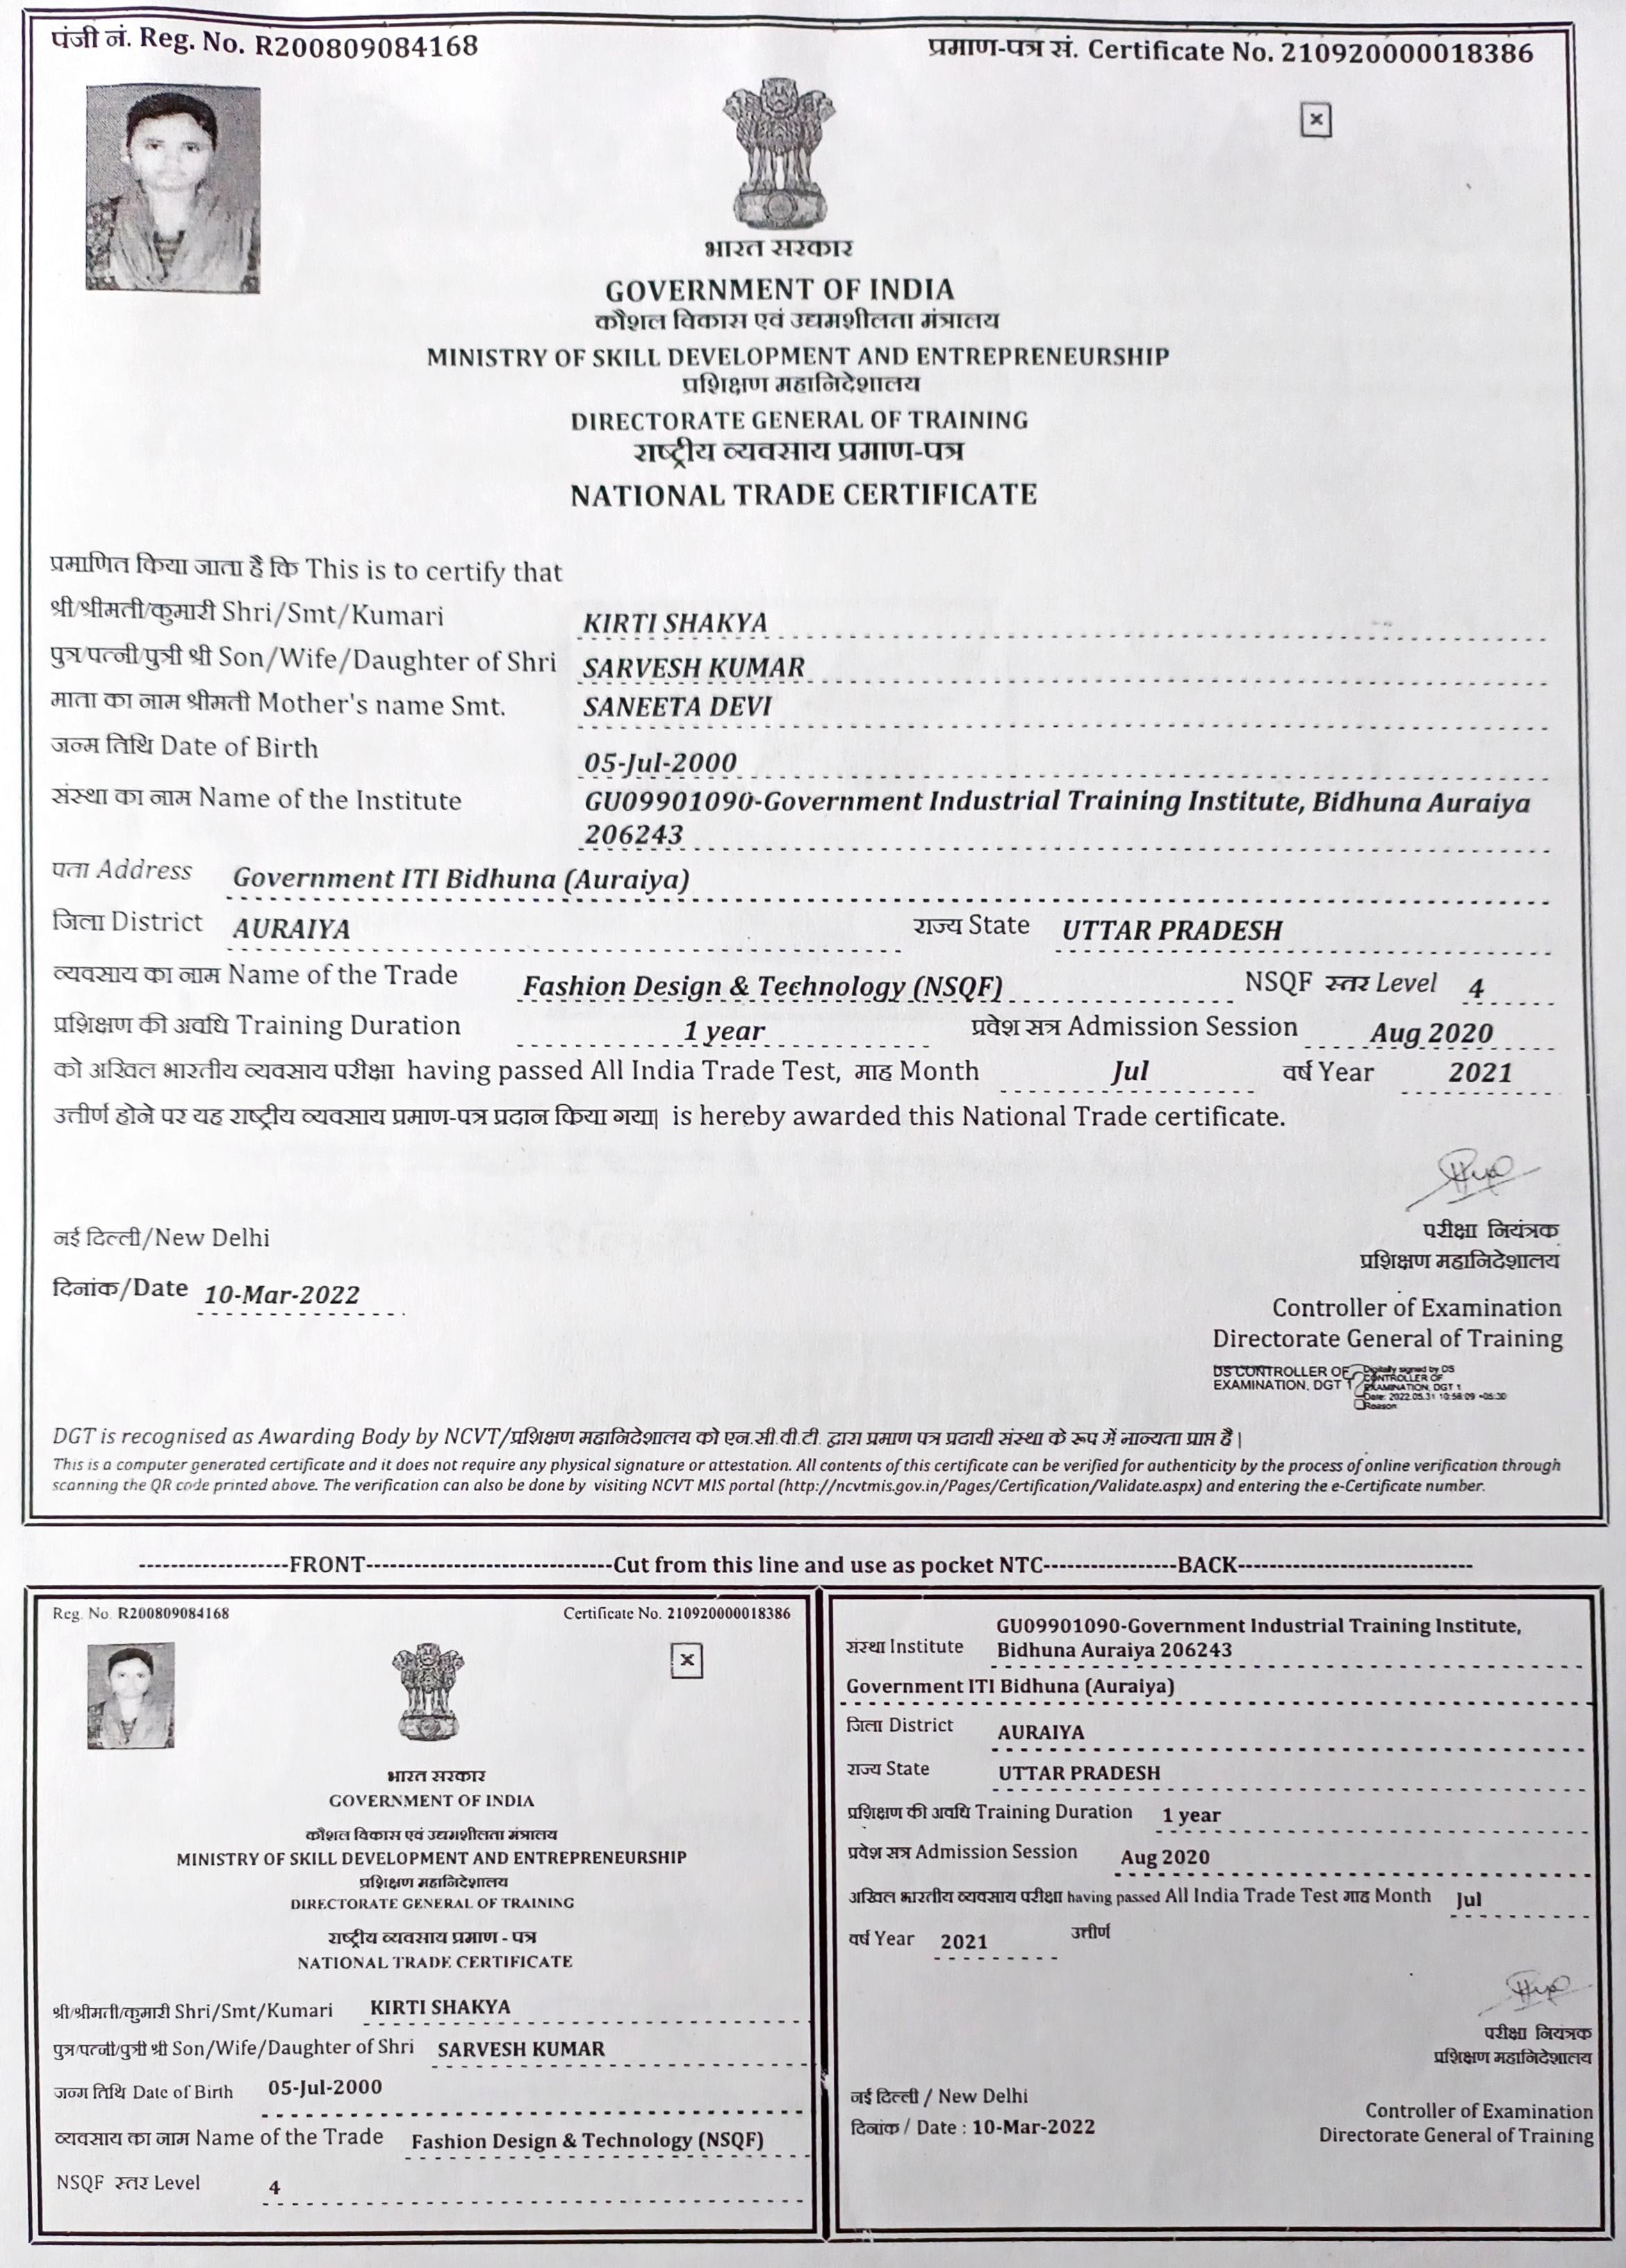 पंजी नं. Reg. No. R200809084168
प्रमाण-पत्र सं. Certificate No. 210920000018386
भारत सरकार
GOVERNMENT OF INDIA
कौशल विकास एवं उद्यमशीलता मंत्रालय
MINISTRY OF SKILL DEVELOPMENT AND ENTREPRENEURSHIP
प्रशिक्षण महानिदेशालय
DIRECTORATE GENERAL OF TRAINING
राष्ट्रीय व्यवसाय प्रमाण-पत्र
NATIONAL TRADE CERTIFICATE
प्रमाणित किया जाता है कि This is to certify that
श्री/श्रीमती/कुमारी Shri/Smt/Kumari KIRTI SHAKYA
पुत्र/पत्नी/पुत्री श्री Son/Wife/Daughter of Shri SARVESH KUMAR
माता का नाम श्रीमती Mother's name Smt. SANEETA DEVI
जन्म तिथि Date of Birth 05-Jul-2000
संस्था का नाम Name of the Institute GU09901090-Government Industrial Training Institute, Bidhuna Auraiya
206243
पता Address Government ITI Bidhuna (Auraiya)
जिला District AURAIYA राज्य State UTTAR PRADESH
व्यवसाय का नाम Name of the Trade Fashion Design & Technology (NSQF) NSQF स्तर Level 4
प्रशिक्षण की अवधि Training Duration 1 year प्रवेश सत्र Admission Session Aug 2020
को अखिल भारतीय व्यवसाय परीक्षा having passed All India Trade Test, माह Month Jul वर्ष Year 2021
उत्तीर्ण होने पर यह राष्ट्रीय व्यवसाय प्रमाण-पत्र प्रदान किया गया| is hereby awarded this National Trade certificate.
परीक्षा नियंत्रक
नई दिल्ली/New Delhi
प्रशिक्षण महानिदेशालय
दिनांक/Date 10-Mar-2022
Controller of Examination
Directorate General of Training
DS CONTROLLER OF
EXAMINATION, DGT 1
Digitally signed by DS
CONTROLLER OF
EXAMINATION, DGT 1
Date: 2022.05.31 10:56:09 +05:30
Reason
DGT is recognised as Awarding Body by NCVT/प्रशिक्षण महानिदेशालय को एन.सी.वी.टी. द्वारा प्रमाण पत्र प्रदायी संस्था के रूप में मान्यता प्राप्त है |
This is a computer generated certificate and it does not require any physical signature or attestation. All contents of this certificate can be verified for authenticity by the process of online verification through
scanning the QR code printed above. The verification can also be done by visiting NCVT MIS portal (http://ncvtmis.gov.in/Pages/Certification/Validate.aspx) and entering the e-Certificate number.
------------------FRONT------------------------------Cut from this line and use as pocket NTC----------------BACK----------------------------
Reg. No. R200809084168 Certificate No. 210920000018386
भारत सरकार
GOVERNMENT OF INDIA
कौशल विकास एवं उद्यमशीलता मंत्रालय
MINISTRY OF SKILL DEVELOPMENT AND ENTREPRENEURSHIP
प्रशिक्षण महानिदेशालय
DIRECTORATE GENERAL OF TRAINING
राष्ट्रीय व्यवसाय प्रमाण - पत्र
NATIONAL TRADE CERTIFICATE
श्री/श्रीमती/कुमारी Shri/Smt/Kumari KIRTI SHAKYA
पुत्र/पत्नी/पुत्री श्री Son/Wife/Daughter of Shri SARVESH KUMAR
जन्म तिथि Date of Birth 05-Jul-2000
व्यवसाय का नाम Name of the Trade Fashion Design & Technology (NSQF)
NSQF स्तर Level 4
GU09901090-Government Industrial Training Institute,
संस्था Institute Bidhuna Auraiya 206243
Government ITI Bidhuna (Auraiya)
जिला District AURAIYA
राज्य State UTTAR PRADESH
प्रशिक्षण की अवधि Training Duration 1 year
प्रवेश सत्र Admission Session Aug 2020
अखिल भारतीय व्यवसाय परीक्षा having passed All India Trade Test माह Month Jul
वर्ष Year 2021 उत्तीर्ण
परीक्षा नियंत्रक
प्रशिक्षण महानिदेशालय
नई दिल्ली / New Delhi
दिनांक / Date : 10-Mar-2022
Controller of Examination
Directorate General of Training